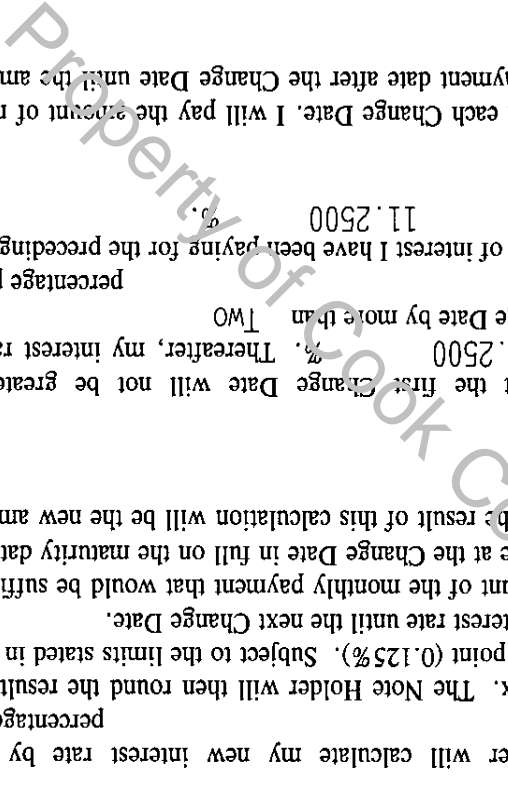 er will calculate my new interest rate by
percentage
x. The Note Holder will then round the result
point (0.125%). Subject to the limits stated in
terest rate until the next Change Date.
unt of the monthly payment that would be suffi
e at the Change Date in full on the maturity dat
he result of this calculation will be the new am
t the first Change Date will not be greate
.2500 %. Thereafter, my interest ra
e Date by more than TWO
percentage p
of interest I have been paying for the preceding
11.2500 %.
each Change Date. I will pay the amount of
ayment date after the Change Date until the am
Property of Cook Co